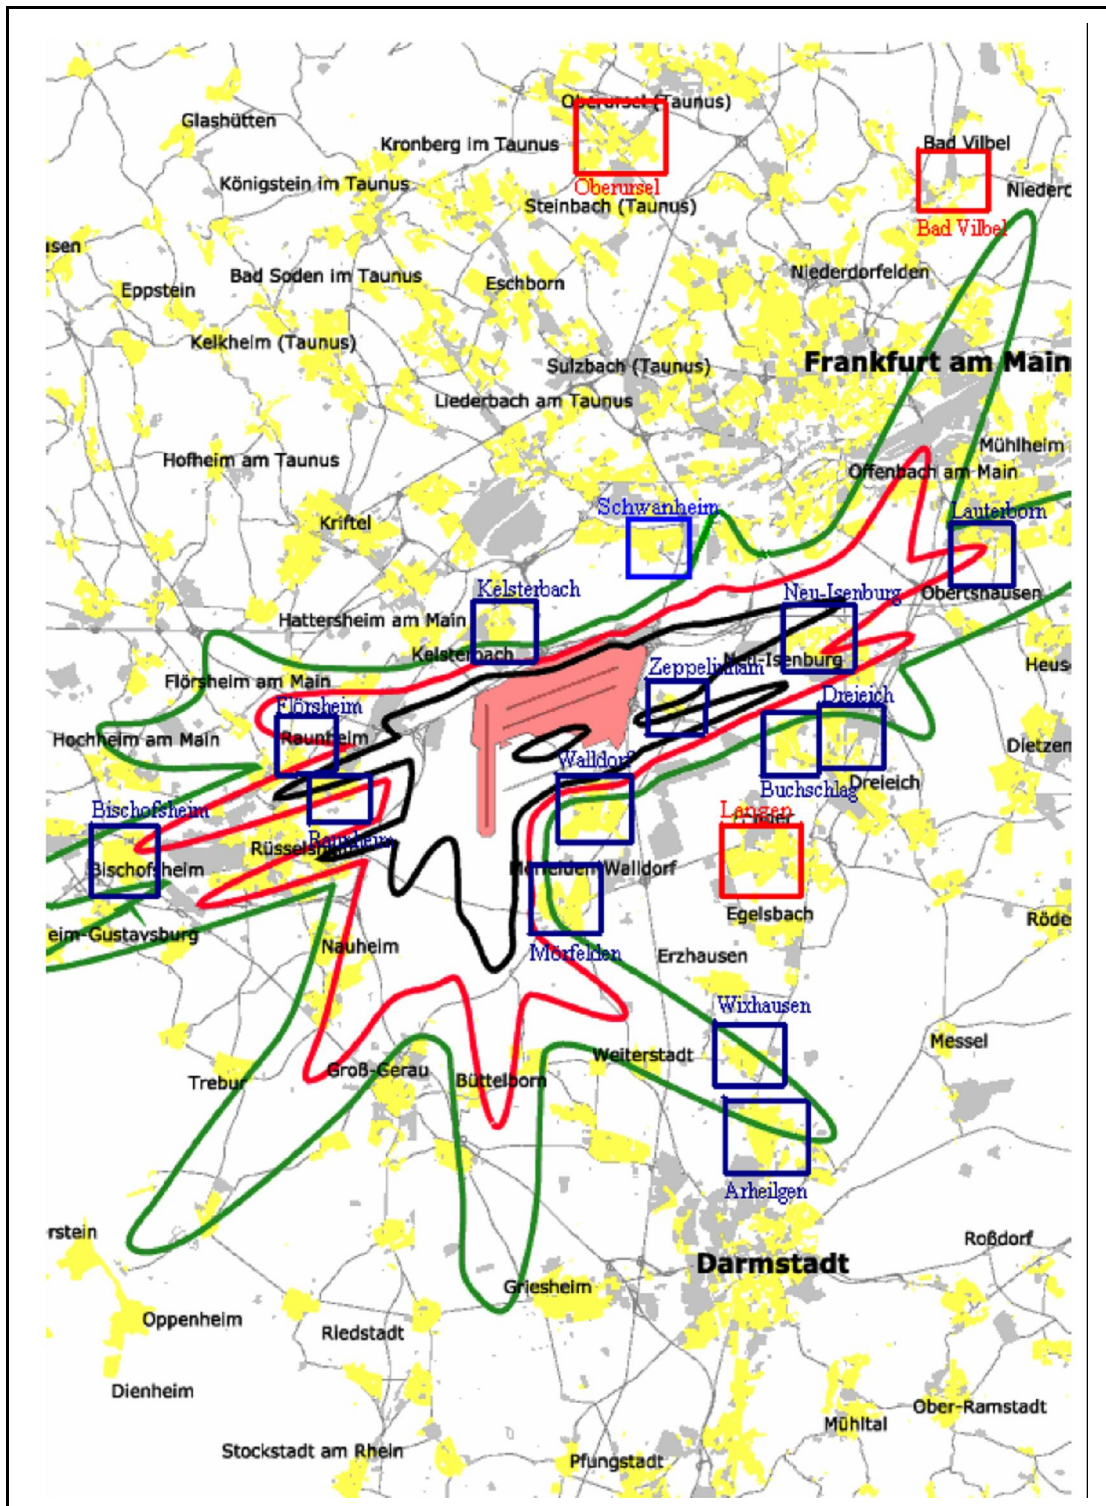 Oberursel (Taunus)
Glashütten
Kronberg im Taunus
Bad Vilbel
Königstein im Taunus
Oberursel
Niederd
Steinbach (Taunus)
Bad Vilbel
usen
Bad Soden im Taunus
Niederdorfelden
Eppstein
Eschborn
Kelkheim (Taunus)
Sulzbach (Taunus)
Frankfurt am Main
Liederbach am Taunus
Mühlheim
Hofheim am Taunus
Offenbach am Main
Schwanheim
Lauterborn
Kriftel
Kelsterbach
Neu-Isenburg
Obertshausen
Hattersheim am Main
Kelsterbach
Neu-Isenburg
Heus
Zeppelinheim
Flörsheim am Main
Dreieich
Flörsheim
Hochheim am Main
Raunheim
Dietzen
Walldorf
Dreieich
Buchschlag
Bischofsheim
Langen
Raunheim
Bischofsheim
Mörfelden-Walldorf
Egelsbach
Röde
eim-Gustavsburg
Nauheim
Mörfelden
Erzhausen
Wixhausen
Messel
Weiterstadt
Trebur
Groß-Gerau
Büttelborn
Arheilgen
rstein
Roßdorf
Darmstadt
Griesheim
Oppenheim
Riedstadt
Dienheim
Ober-Ramstadt
Mühltal
Stockstadt am Rhein
Pfungstadt